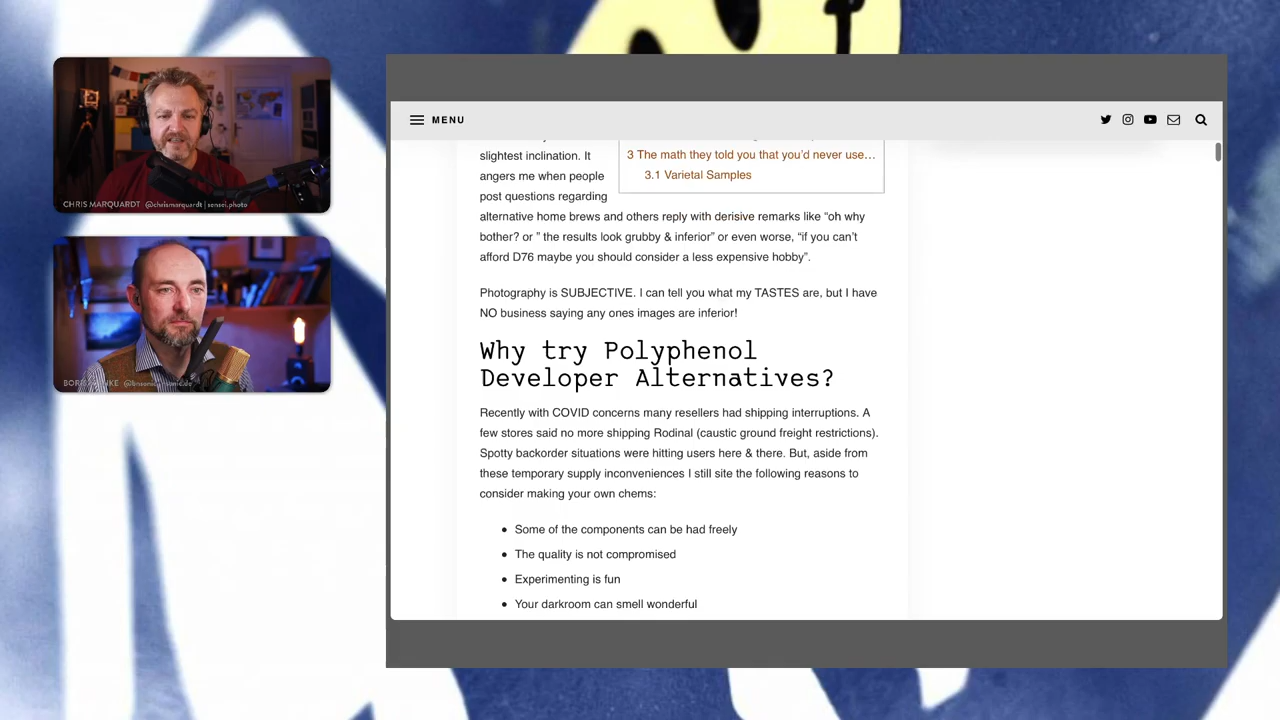 CHRIS MARQUARDT @chrismarquardt | sensei.photo
MENU
slightest inclination. It
angers me when people
post questions regarding
3 The math they told you that you'd never use…
3.1 Varietal Samples
alternative home brews and others reply with derisive remarks like “oh why
bother? or ” the results look grubby & inferior” or even worse, “if you can’t
afford D76 maybe you should consider a less expensive hobby”.
Photography is SUBJECTIVE. I can tell you what my TASTES are, but I have
NO business saying any ones images are inferior!
Why try Polyphenol
Developer Alternatives?
Recently with COVID concerns many resellers had shipping interruptions. A
few stores said no more shipping Rodinal (caustic ground freight restrictions).
Spotty backorder situations were hitting users here & there. But, aside from
these temporary supply inconveniences I still site the following reasons to
consider making your own chems:
• Some of the components can be had freely
• The quality is not compromised
• Experimenting is fun
• Your darkroom can smell wonderful